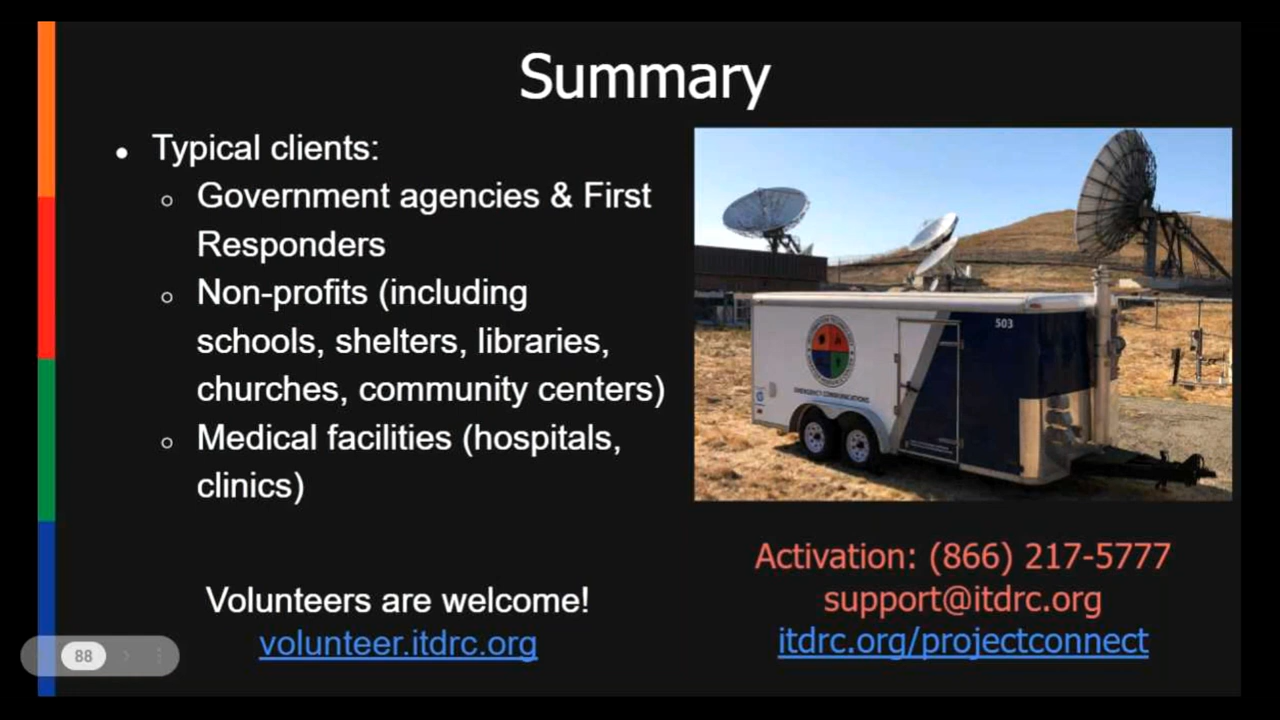 Summary
● Typical clients:
○ Government agencies & First
Responders
○ Non-profits (including
schools, shelters, libraries,
churches, community centers)
○ Medical facilities (hospitals,
clinics)
503
EMERGENCY COMMUNICATIONS
Activation: (866) 217-5777
support@itdrc.org
itdrc.org/projectconnect
Volunteers are welcome!
volunteer.itdrc.org
88